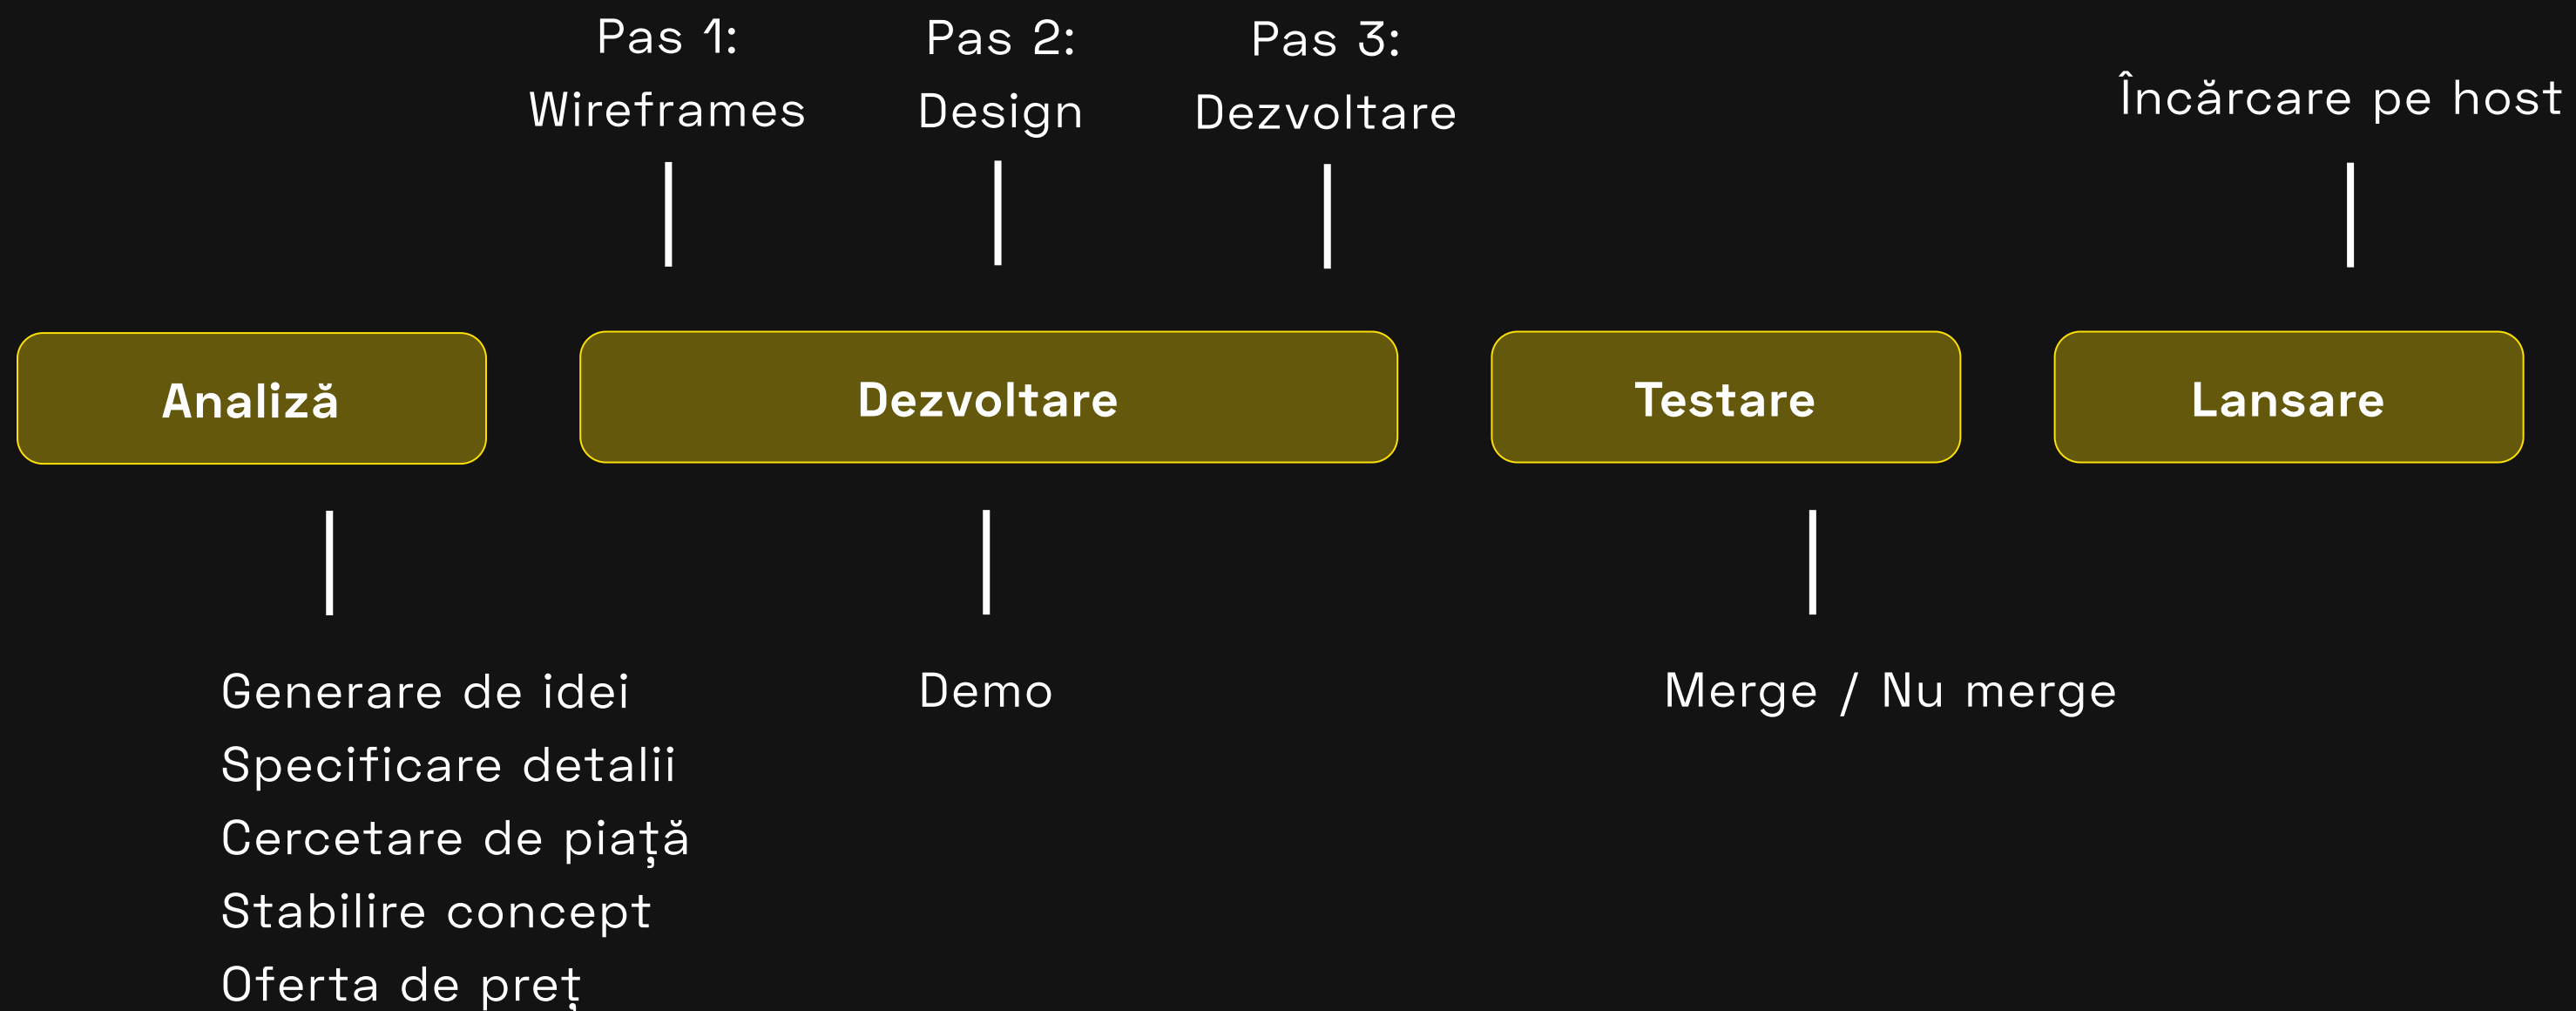 Pas 1:
Wireframes
Pas 2:
Design
Pas 3:
Dezvoltare
Încărcare pe host
Analiză
Dezvoltare
Testare
Lansare
Generare de idei
Specificare detalii
Cercetare de piață
Stabilire concept
Oferta de preț
Demo
Merge / Nu merge